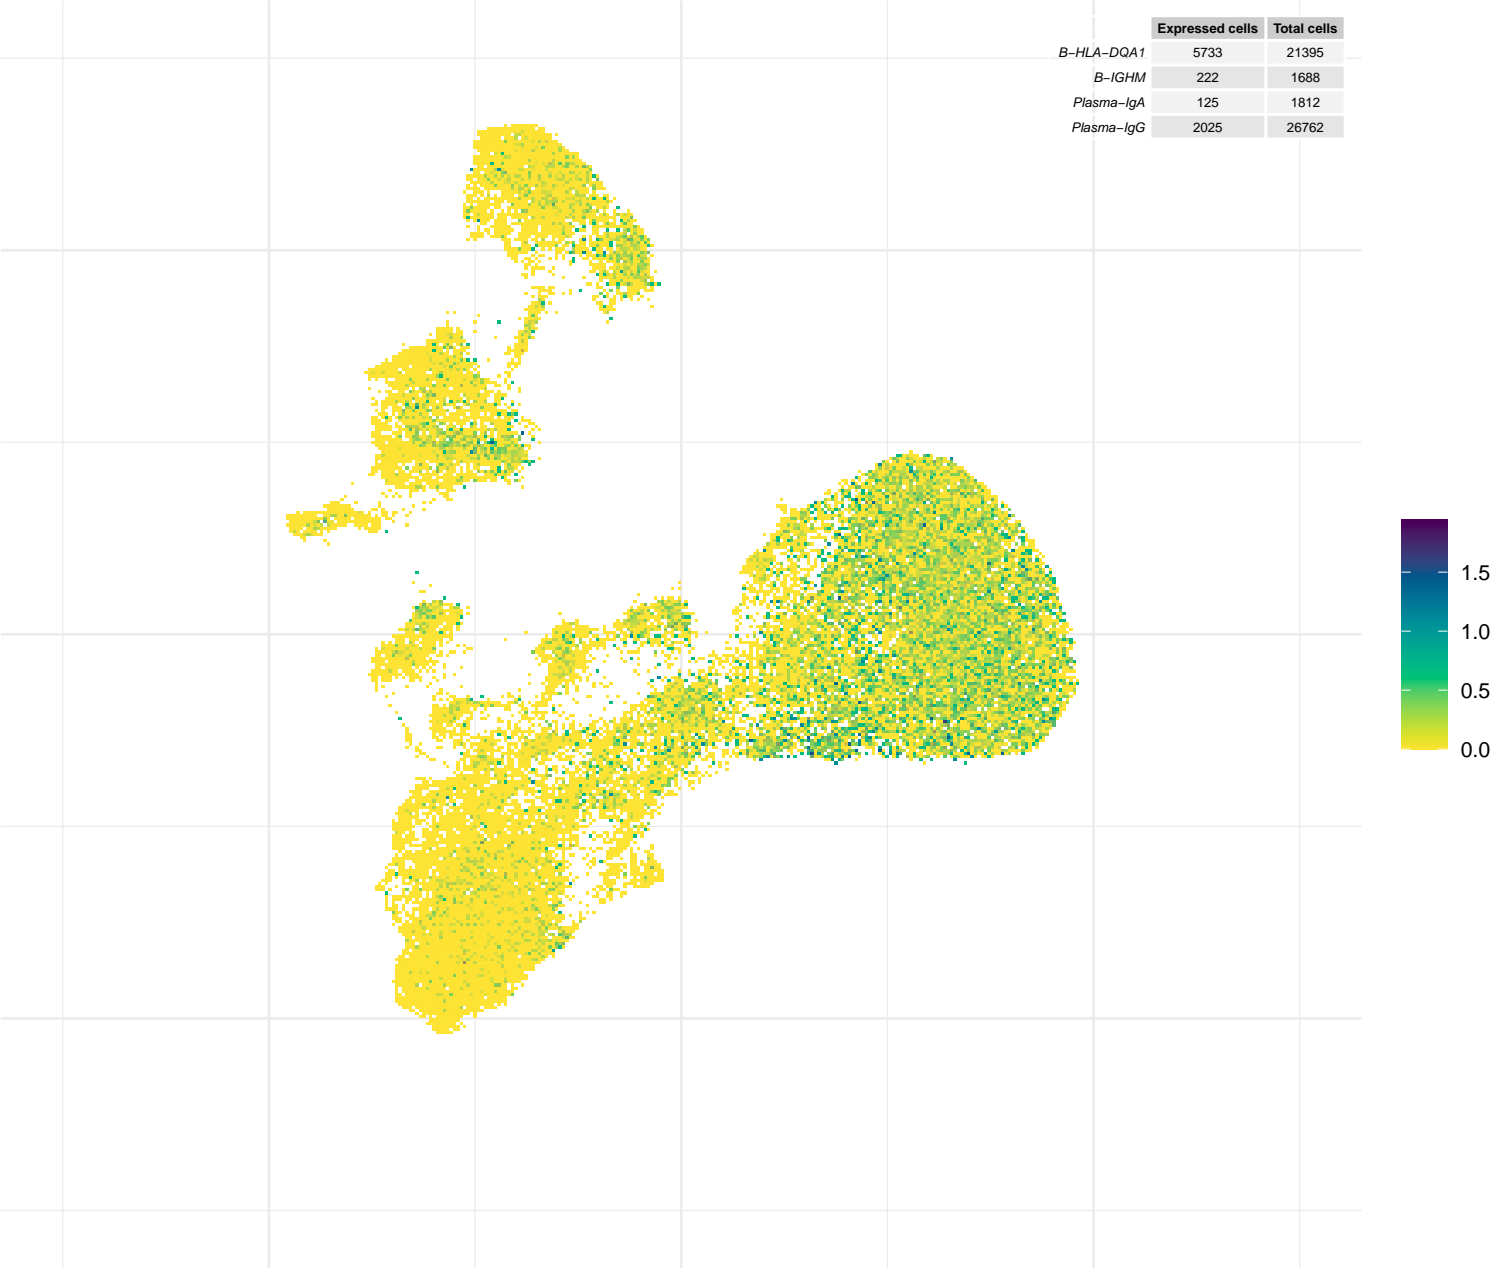 Expressed cells Total cells
B−HLA−DQA1 5733 21395
B−IGHM 222 1688
Plasma−IgA 125 1812
Plasma−IgG 2025 26762
1.5
1.0
0.5
0.0